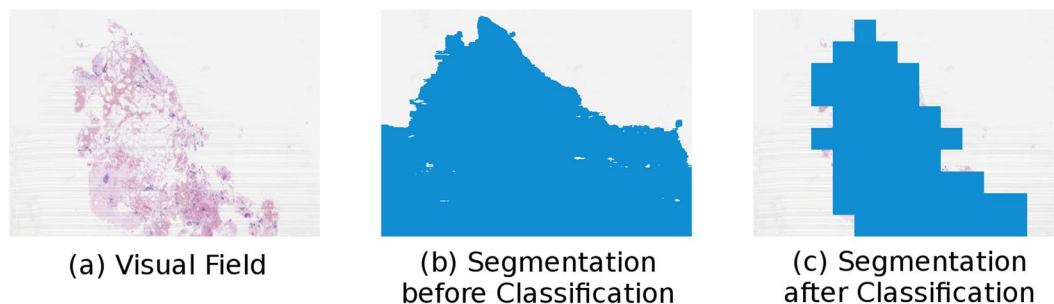 (a) Visual Field
(b) Segmentation
before Classification
(c) Segmentation
after Classification